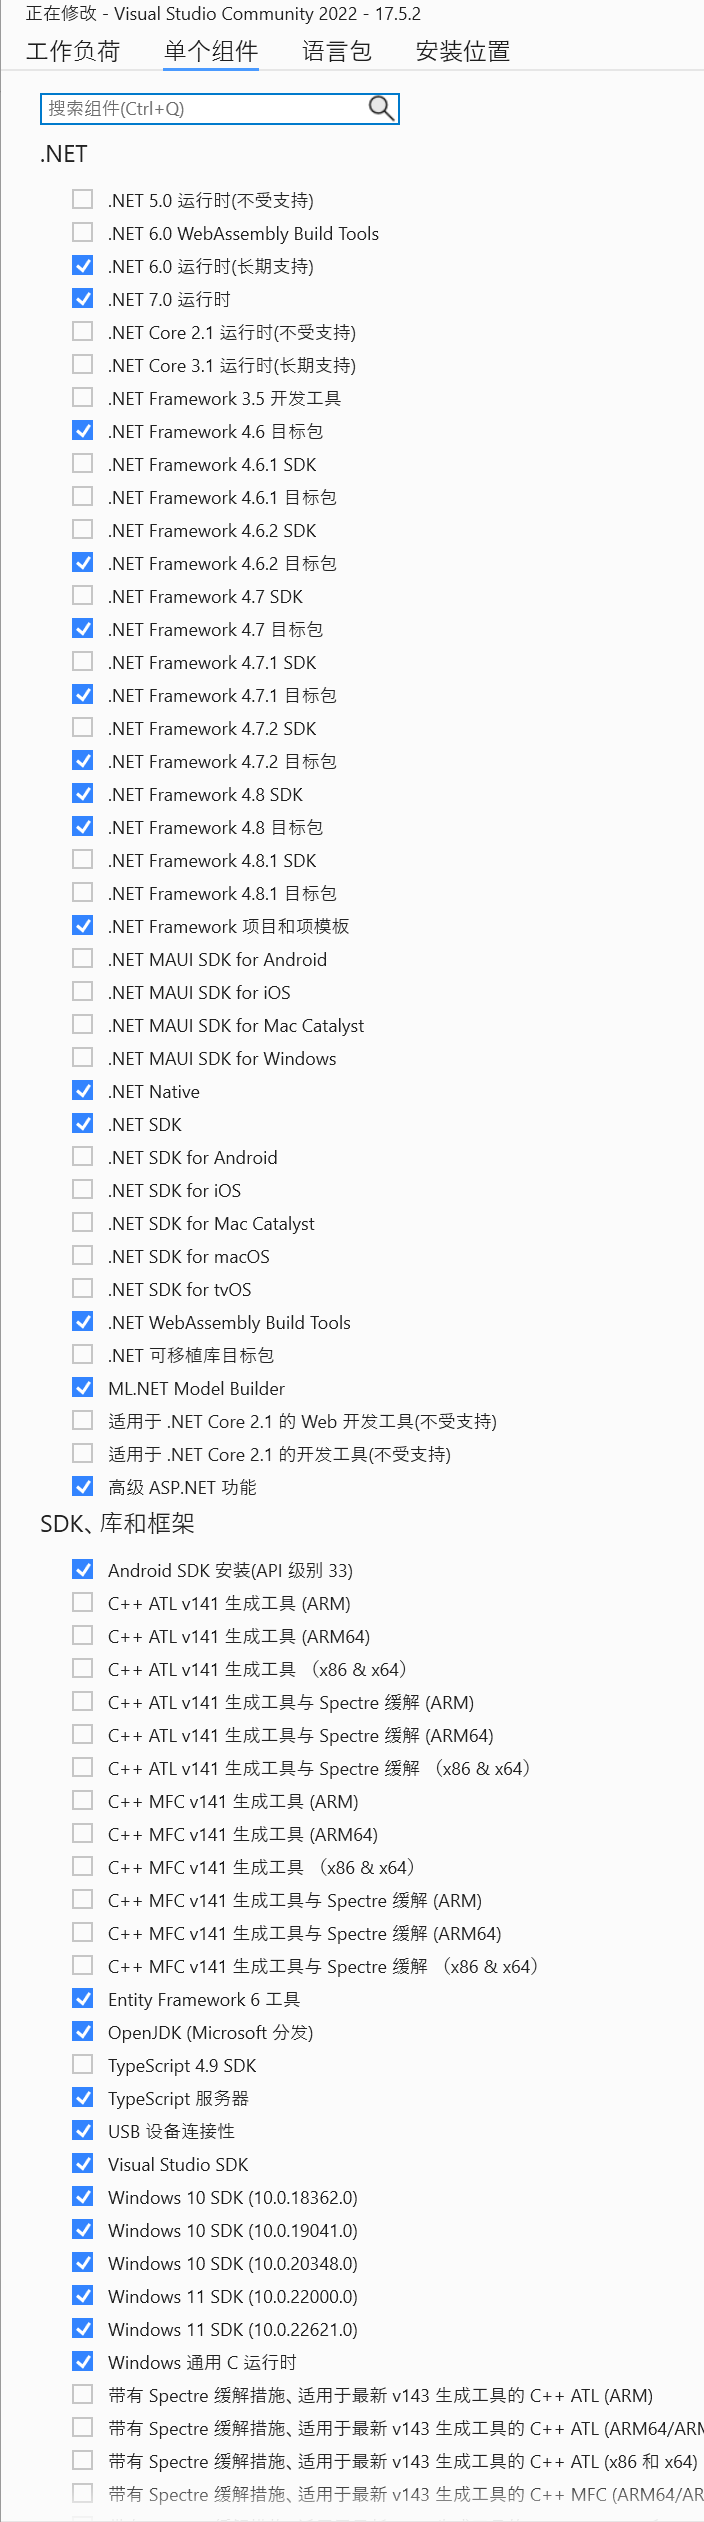 正在修改 - Visual Studio Community 2022 - 17.5.2
工作负荷 单个组件 语言包 安装位置
搜索组件(Ctrl+Q)
.NET
.NET 5.0 运行时(不受支持)
.NET 6.0 WebAssembly Build Tools
.NET 6.0 运行时(长期支持)
.NET 7.0 运行时
.NET Core 2.1 运行时(不受支持)
.NET Core 3.1 运行时(长期支持)
.NET Framework 3.5 开发工具
.NET Framework 4.6 目标包
.NET Framework 4.6.1 SDK
.NET Framework 4.6.1 目标包
.NET Framework 4.6.2 SDK
.NET Framework 4.6.2 目标包
.NET Framework 4.7 SDK
.NET Framework 4.7 目标包
.NET Framework 4.7.1 SDK
.NET Framework 4.7.1 目标包
.NET Framework 4.7.2 SDK
.NET Framework 4.7.2 目标包
.NET Framework 4.8 SDK
.NET Framework 4.8 目标包
.NET Framework 4.8.1 SDK
.NET Framework 4.8.1 目标包
.NET Framework 项目和项模板
.NET MAUI SDK for Android
.NET MAUI SDK for iOS
.NET MAUI SDK for Mac Catalyst
.NET MAUI SDK for Windows
.NET Native
.NET SDK
.NET SDK for Android
.NET SDK for iOS
.NET SDK for Mac Catalyst
.NET SDK for macOS
.NET SDK for tvOS
.NET WebAssembly Build Tools
.NET 可移植库目标包
ML.NET Model Builder
适用于 .NET Core 2.1 的 Web 开发工具(不受支持)
适用于 .NET Core 2.1 的开发工具(不受支持)
高级 ASP.NET 功能
SDK、库和框架
Android SDK 安装(API 级别 33)
C++ ATL v141 生成工具 (ARM)
C++ ATL v141 生成工具 (ARM64)
C++ ATL v141 生成工具 （x86 & x64）
C++ ATL v141 生成工具与 Spectre 缓解 (ARM)
C++ ATL v141 生成工具与 Spectre 缓解 (ARM64)
C++ ATL v141 生成工具与 Spectre 缓解 （x86 & x64）
C++ MFC v141 生成工具 (ARM)
C++ MFC v141 生成工具 (ARM64)
C++ MFC v141 生成工具 （x86 & x64）
C++ MFC v141 生成工具与 Spectre 缓解 (ARM)
C++ MFC v141 生成工具与 Spectre 缓解 (ARM64)
C++ MFC v141 生成工具与 Spectre 缓解 （x86 & x64）
Entity Framework 6 工具
OpenJDK (Microsoft 分发)
TypeScript 4.9 SDK
TypeScript 服务器
USB 设备连接性
Visual Studio SDK
Windows 10 SDK (10.0.18362.0)
Windows 10 SDK (10.0.19041.0)
Windows 10 SDK (10.0.20348.0)
Windows 11 SDK (10.0.22000.0)
Windows 11 SDK (10.0.22621.0)
Windows 通用 C 运行时
带有 Spectre 缓解措施、适用于最新 v143 生成工具的 C++ ATL (ARM)
带有 Spectre 缓解措施、适用于最新 v143 生成工具的 C++ ATL (ARM64/ARM
带有 Spectre 缓解措施、适用于最新 v143 生成工具的 C++ ATL (x86 和 x64)
带有 Spectre 缓解措施、适用于最新 v143 生成工具的 C++ MFC (ARM64/AR